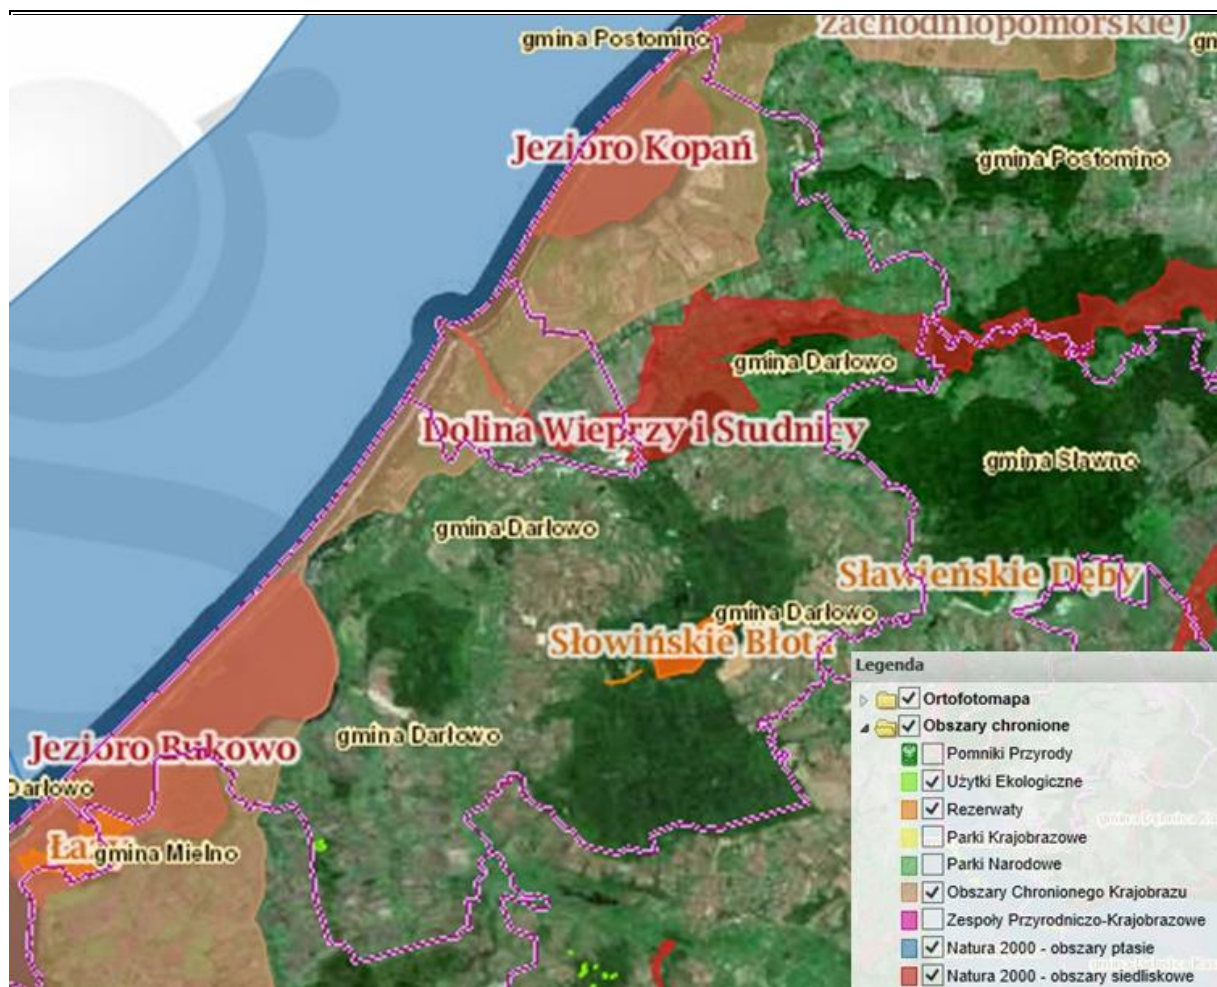 zachodniopomorskie)
gmina Postomino
gm
Jezioro Kopań
gmina Postomino
gmina Darłowo
Dolina Wieprzy i Studnicy
gmina Sławno
gmina Darłowo
Sławieńskie Dęby
gmina Darłowo
Słowińskie Błota
gmina Darłowo
Jezioro Bukowo
Darłowo
gmina Mielno
Legenda
Ortofotomapa
Obszary chronione
Pomniki Przyrody
Użytki Ekologiczne
Rezerwaty
Parki Krajobrazowe
Parki Narodowe
Obszary Chronionego Krajobrazu
Zespoły Przyrodniczo-Krajobrazowe
Natura 2000 - obszary ptasie
Natura 2000 - obszary siedliskowe